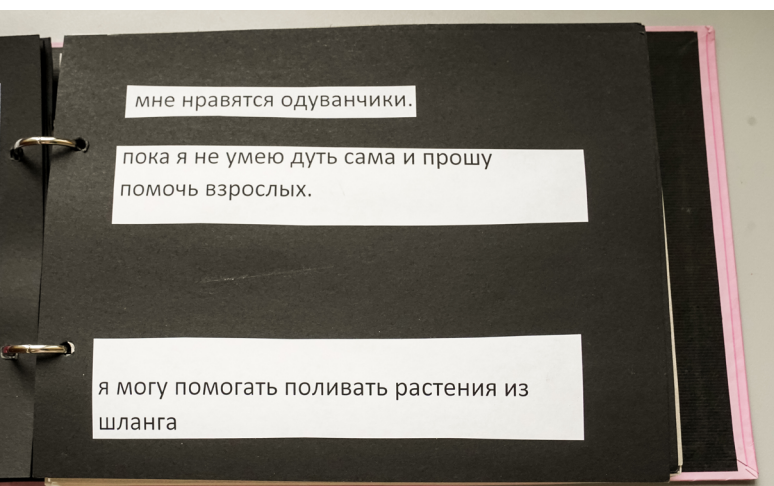 мне нравятся одуванчики.
пока я не умею дуть сама и прошу
помочь взрослых.
я могу помогать поливать растения из
шланга